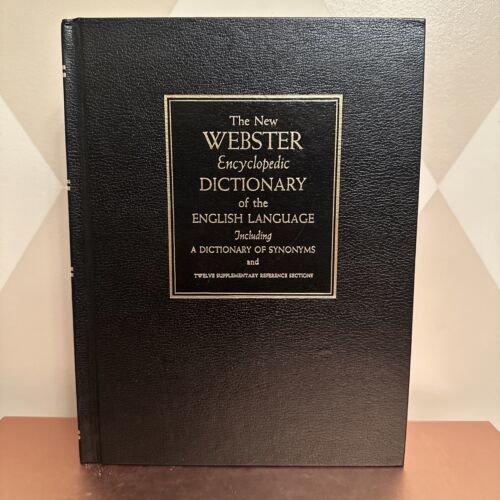 The New
WEBSTER
Encyclopedic
DICTIONARY
of the
ENGLISH LANGUAGE
Including
A DICTIONARY OF SYNONYMS
and
TWELVE SUPPLEMENTARY REFERENCE SECTIONS